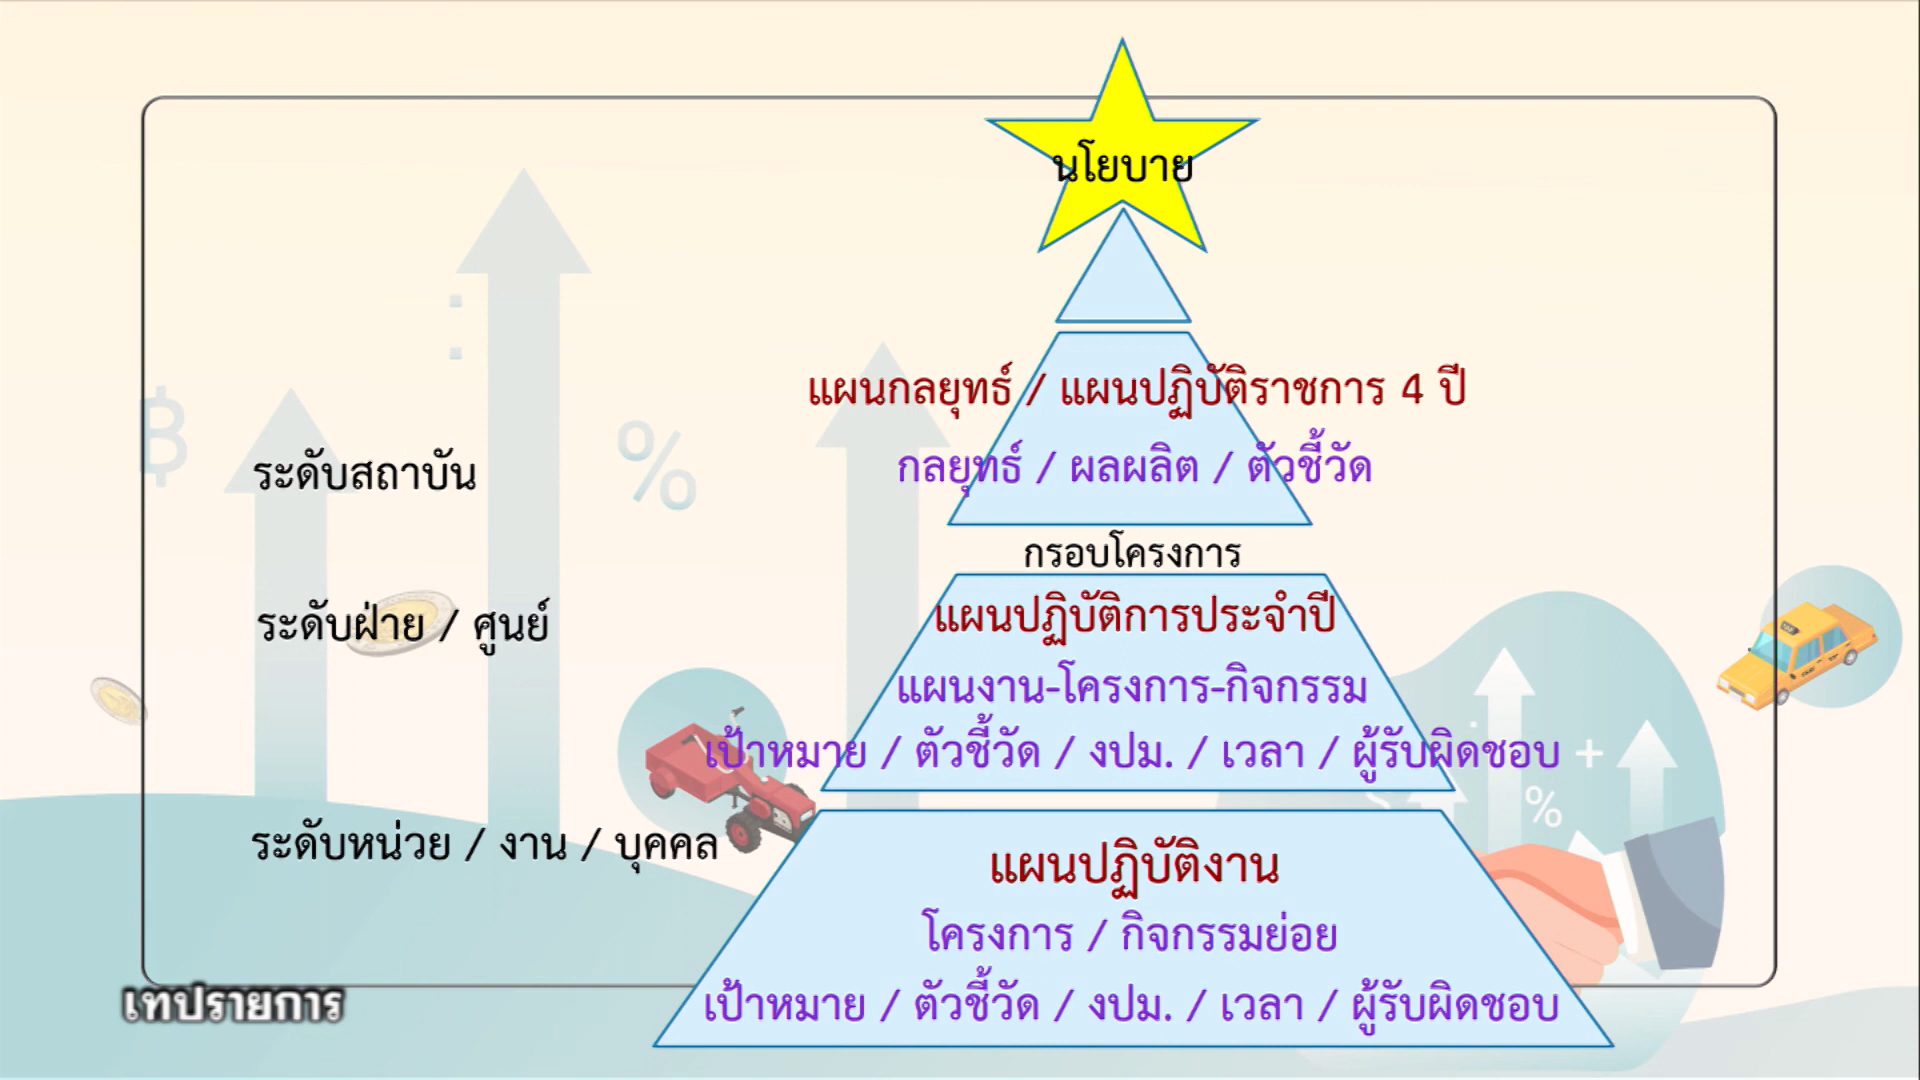 นโยบาย
แผนกลยุทธ์ / แผนปฏิบัติราชการ 4 ปี
ระดับสถาบัน
กลยุทธ์ / ผลผลิต / ตัวชี้วัด
กรอบโครงการ
ระดับฝ่าย / ศูนย์
แผนปฏิบัติการประจำปี
แผนงาน-โครงการ-กิจกรรม
เป้าหมาย / ตัวชี้วัด / งปม. / เวลา / ผู้รับผิดชอบ
ระดับหน่วย / งาน / บุคคล
แผนปฏิบัติงาน
โครงการ / กิจกรรมย่อย
เป้าหมาย / ตัวชี้วัด / งปม. / เวลา / ผู้รับผิดชอบ
เทปรายการ